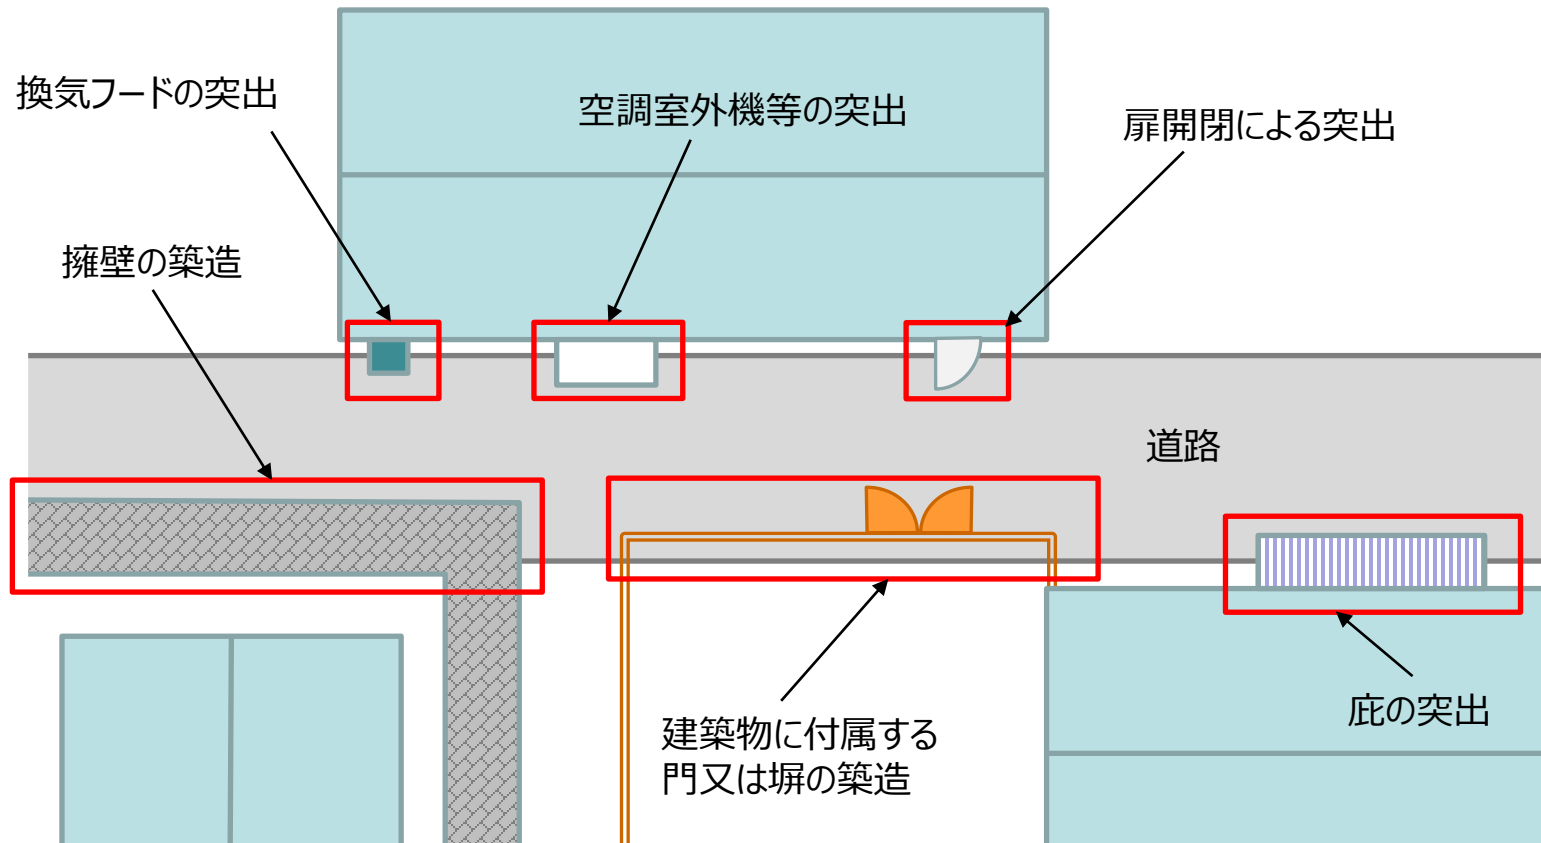 換気フードの突出
空調室外機等の突出
扉開閉による突出
擁壁の築造
道路
建築物に付属する
門又は塀の築造
庇の突出